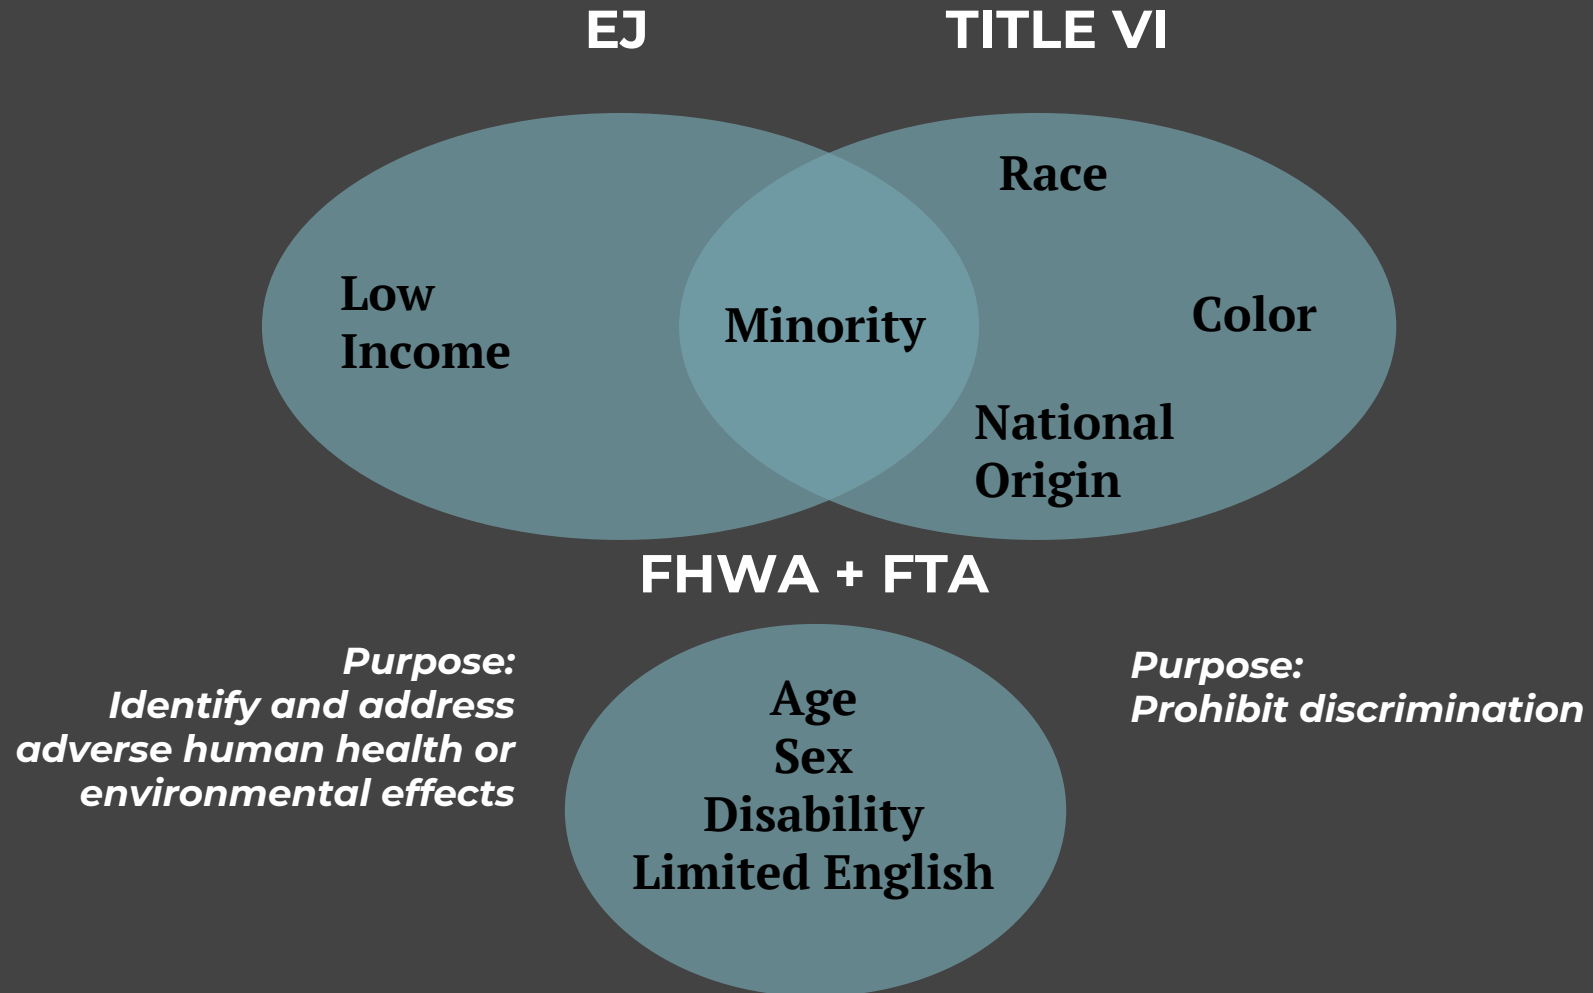 EJ
TITLE VI
Race
Low
Income
Minority
Color
National
Origin
FHWA + FTA
Purpose:
Identify and address
adverse human health or
environmental effects
Age
Sex
Disability
Limited English
Purpose:
Prohibit discrimination